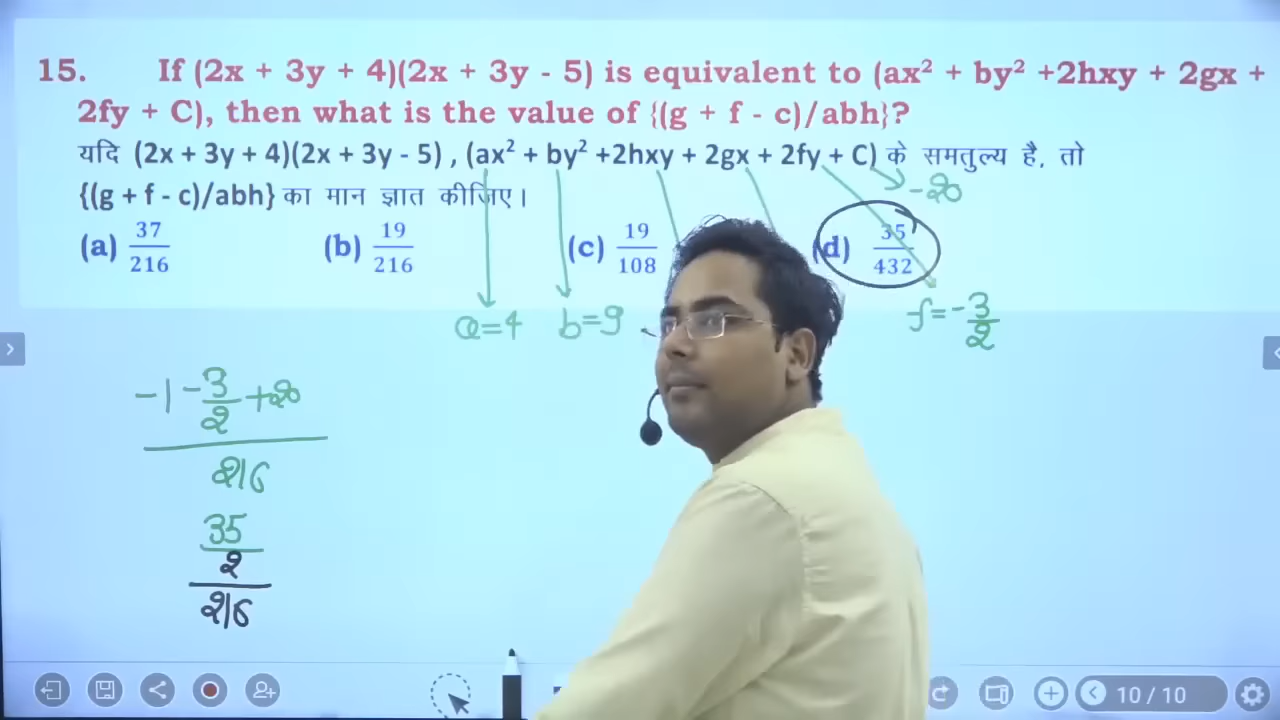 15. If (2x + 3y + 4)(2x + 3y - 5) is equivalent to (ax² + by² +2hxy + 2gx +
2fy + C), then what is the value of {(g + f - c)/abh}?
यदि (2x + 3y + 4)(2x + 3y - 5) , (ax² + by² +2hxy + 2gx + 2fy + C) के समतुल्य है, तो
{(g + f - c)/abh} का मान ज्ञात कीजिए।
-20
(a) 37/216 (b) 19/216 (c) 19/108 (d) 35/432
a=4 b=9 f=-3/2
-1 -3/2 +20
216
35
2
216
10 / 10